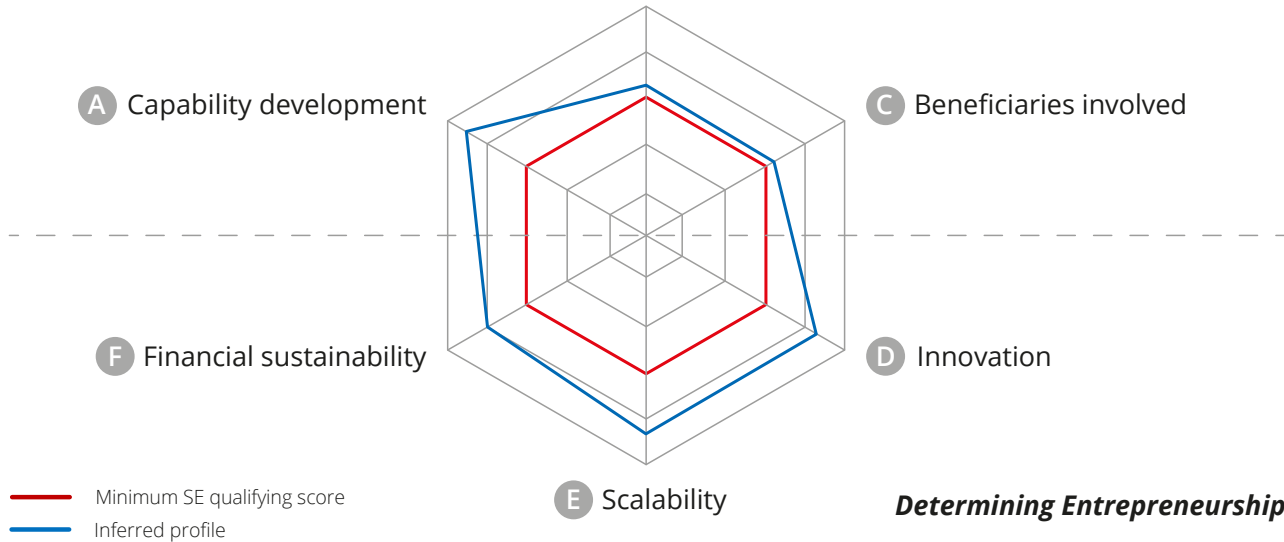 A Capability development
C Beneficiaries involved
F Financial sustainability
D Innovation
E Scalability
Minimum SE qualifying score
Inferred profile
Determining Entrepreneurship